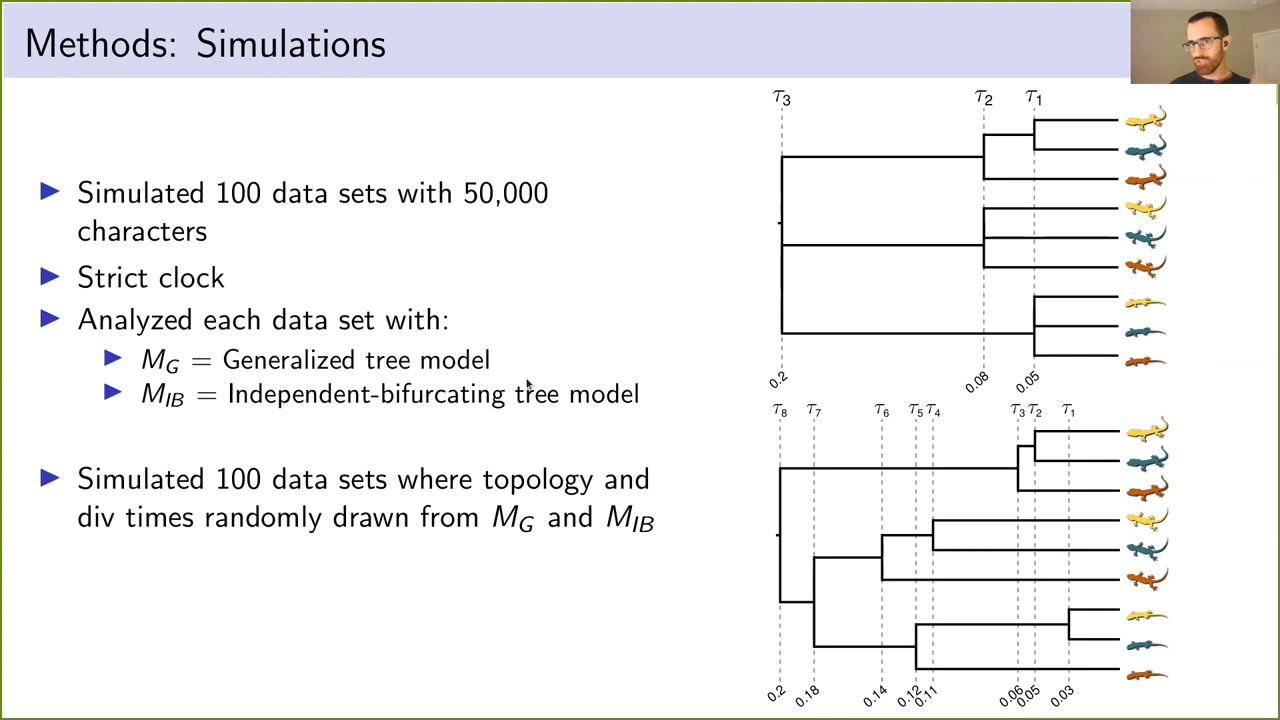 Methods: Simulations
▶ Simulated 100 data sets with 50,000
characters
▶ Strict clock
▶ Analyzed each data set with:
▶ M_G = Generalized tree model
▶ M_IB = Independent-bifurcating tree model
▶ Simulated 100 data sets where topology and
div times randomly drawn from M_G and M_IB
τ3 τ2 τ1
0.2 0.08 0.05
τ8 τ7 τ6 τ5 τ4 τ3 τ2 τ1
0.2 0.18 0.14 0.12 0.11 0.06 0.05 0.03